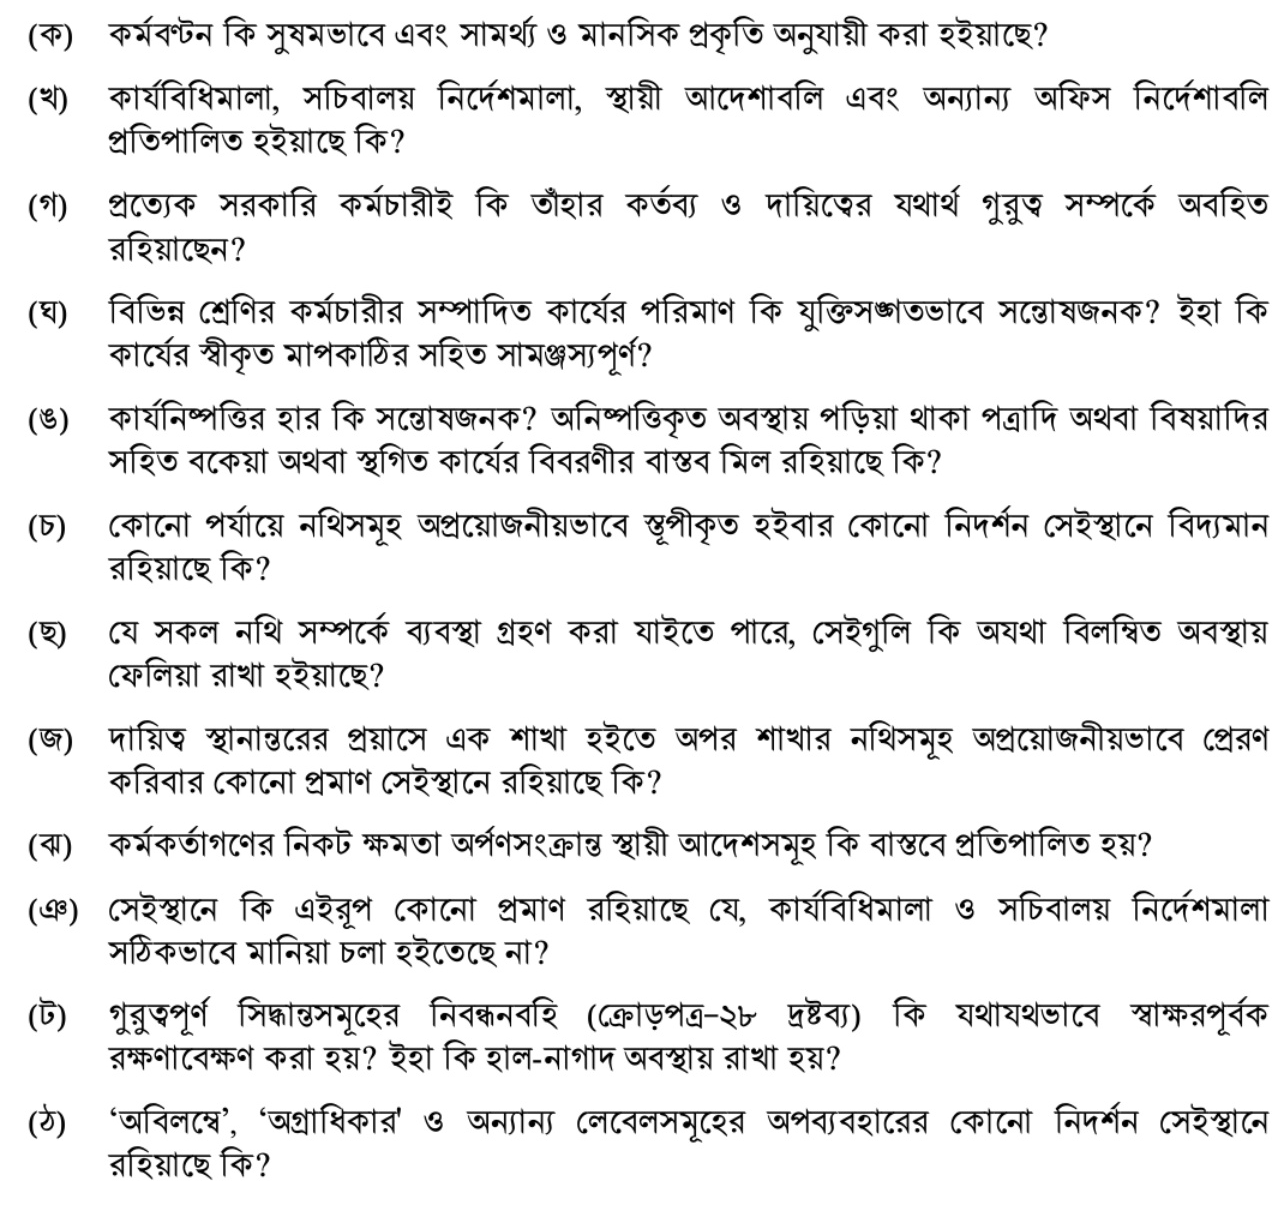 (ক) কর্মবণ্টন কি সুষমভাবে এবং সামর্থ্য ও মানসিক প্রকৃতি অনুযায়ী করা হইয়াছে?
(খ) কার্যবিধিমালা, সচিবালয় নির্দেশমালা, স্থায়ী আদেশাবলি এবং অন্যান্য অফিস নির্দেশাবলি
প্রতিপালিত হইয়াছে কি?
(গ) প্রত্যেক সরকারি কর্মচারীই কি তাঁহার কর্তব্য ও দায়িত্বের যথার্থ গুরুত্ব সম্পর্কে অবহিত
রহিয়াছেন?
(ঘ) বিভিন্ন শ্রেণির কর্মচারীর সম্পাদিত কার্যের পরিমাণ কি যুক্তিসঙ্গতভাবে সন্তোষজনক? ইহা কি
কার্যের স্বীকৃত মাপকাঠির সহিত সামঞ্জস্যপূর্ণ?
(ঙ) কার্যনিষ্পত্তির হার কি সন্তোষজনক? অনিষ্পত্তিকৃত অবস্থায় পড়িয়া থাকা পত্রাদি অথবা বিষয়াদির
সহিত বকেয়া অথবা স্থগিত কার্যের বিবরণীর বাস্তব মিল রহিয়াছে কি?
(চ) কোনো পর্যায়ে নথিসমূহ অপ্রয়োজনীয়ভাবে স্তূপীকৃত হইবার কোনো নিদর্শন সেইস্থানে বিদ্যমান
রহিয়াছে কি?
(ছ) যে সকল নথি সম্পর্কে ব্যবস্থা গ্রহণ করা যাইতে পারে, সেইগুলি কি অযথা বিলম্বিত অবস্থায়
ফেলিয়া রাখা হইয়াছে?
(জ) দায়িত্ব স্থানান্তরের প্রয়াসে এক শাখা হইতে অপর শাখার নথিসমূহ অপ্রয়োজনীয়ভাবে প্রেরণ
করিবার কোনো প্রমাণ সেইস্থানে রহিয়াছে কি?
(ঝ) কর্মকর্তাগণের নিকট ক্ষমতা অর্পণসংক্রান্ত স্থায়ী আদেশসমূহ কি বাস্তবে প্রতিপালিত হয়?
(ঞ) সেইস্থানে কি এইরূপ কোনো প্রমাণ রহিয়াছে যে, কার্যবিধিমালা ও সচিবালয় নির্দেশমালা
সঠিকভাবে মানিয়া চলা হইতেছে না?
(ট) গুরুত্বপূর্ণ সিদ্ধান্তসমূহের নিবন্ধনবহি (ক্রোড়পত্র-২৮ দ্রষ্টব্য) কি যথাযথভাবে স্বাক্ষরপূর্বক
রক্ষণাবেক্ষণ করা হয়? ইহা কি হাল-নাগাদ অবস্থায় রাখা হয়?
(ঠ) ‘অবিলম্বে’, ‘অগ্রাধিকার' ও অন্যান্য লেবেলসমূহের অপব্যবহারের কোনো নিদর্শন সেইস্থানে
রহিয়াছে কি?